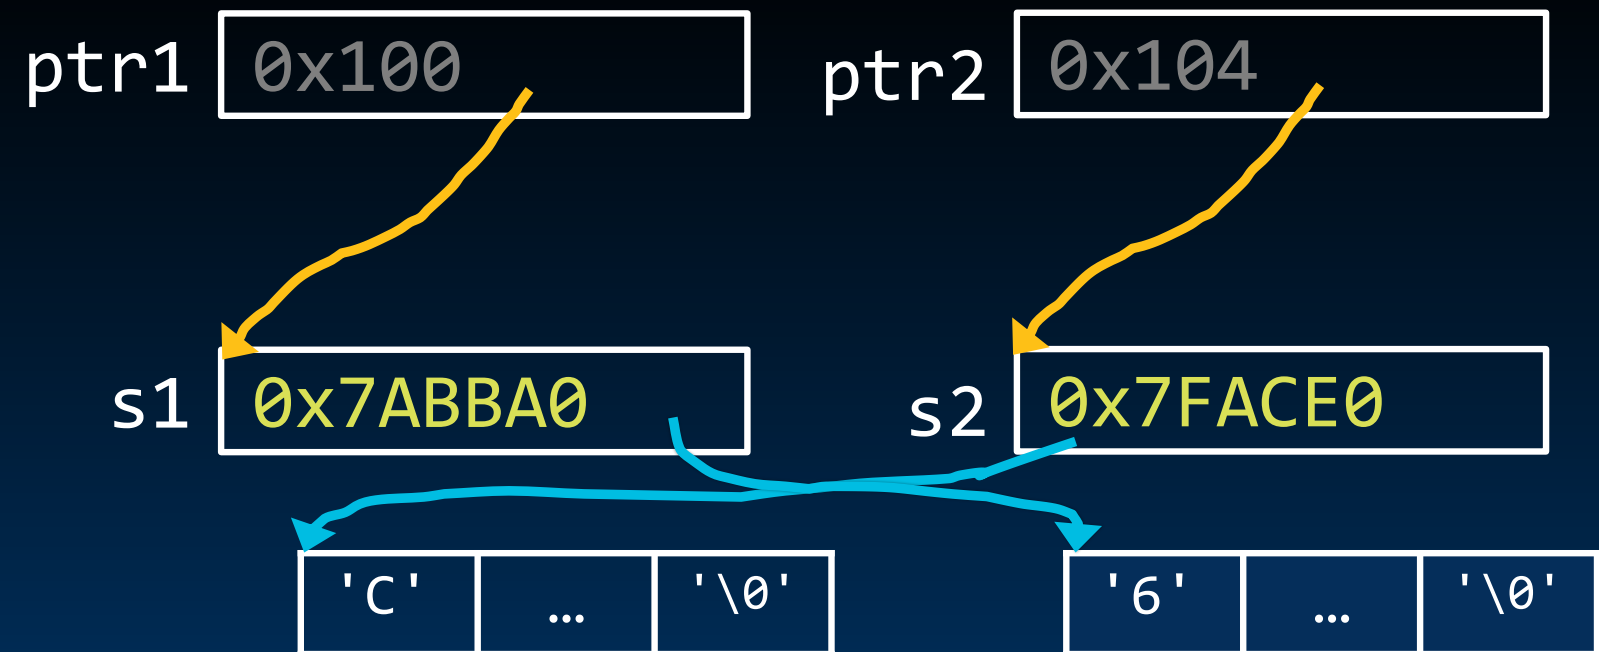 ptr1 0x100 ptr2 0x104
s1 0x7ABBA0 s2 0x7FACE0
'C' … '\0' '6' … '\0'